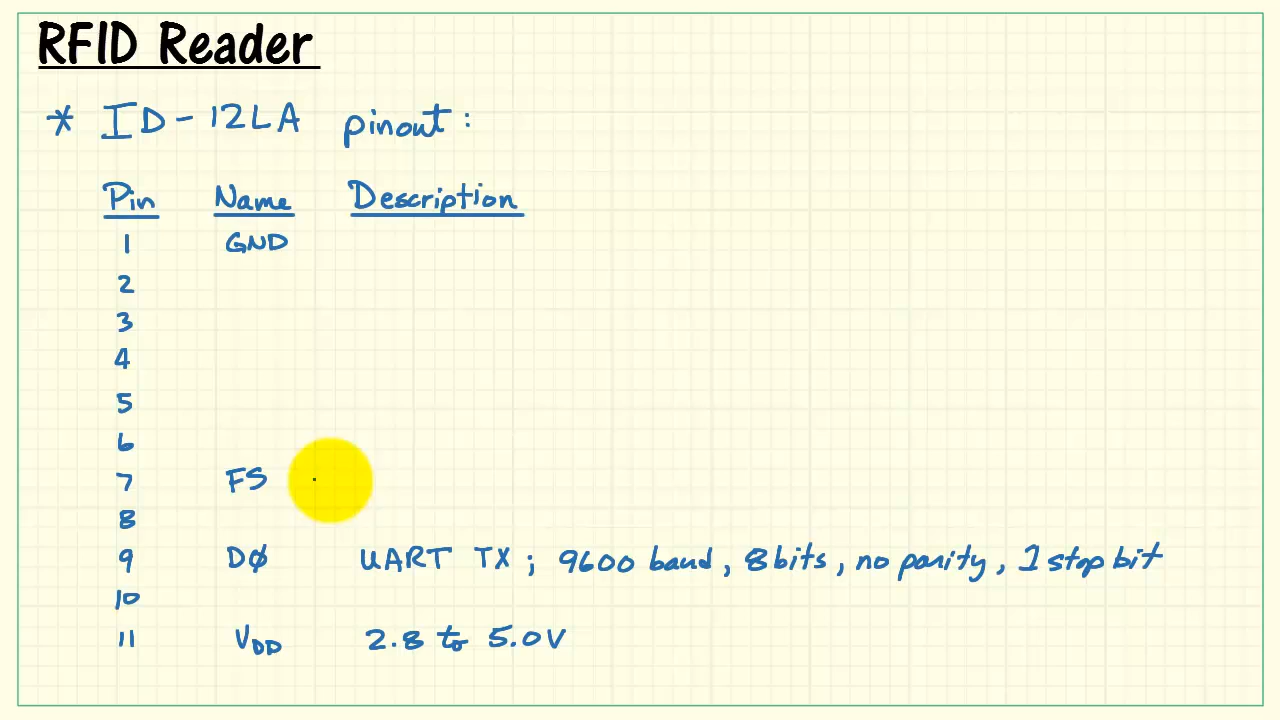 RFID Reader
* ID-12LA pinout:
Pin Name Description
1 GND
2
3
4
5
6
7 FS
8
9 DØ UART TX; 9600 baud, 8 bits, no parity, 1 stop bit
10
11 VDD 2.8 to 5.0V